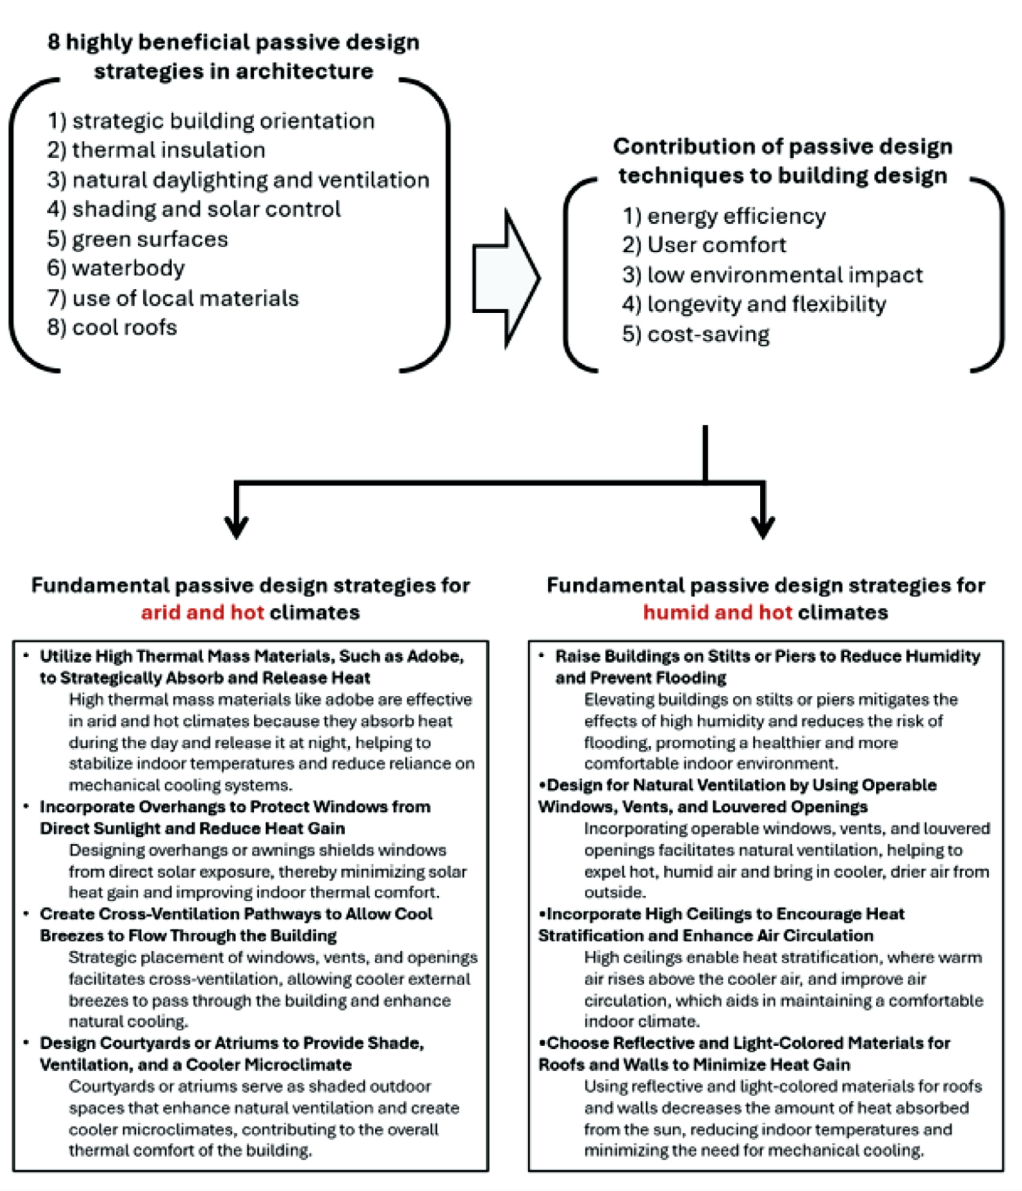 8 highly beneficial passive design
strategies in architecture
1) strategic building orientation
2) thermal insulation
3) natural daylighting and ventilation
4) shading and solar control
5) green surfaces
6) waterbody
7) use of local materials
8) cool roofs
Contribution of passive design
techniques to building design
1) energy efficiency
2) User comfort
3) low environmental impact
4) longevity and flexibility
5) cost-saving
Fundamental passive design strategies for
arid and hot climates
• Utilize High Thermal Mass Materials, Such as Adobe,
to Strategically Absorb and Release Heat
High thermal mass materials like adobe are effective
in arid and hot climates because they absorb heat
during the day and release it at night, helping to
stabilize indoor temperatures and reduce reliance on
mechanical cooling systems.
• Incorporate Overhangs to Protect Windows from
Direct Sunlight and Reduce Heat Gain
Designing overhangs or awnings shields windows
from direct solar exposure, thereby minimizing solar
heat gain and improving indoor thermal comfort.
• Create Cross-Ventilation Pathways to Allow Cool
Breezes to Flow Through the Building
Strategic placement of windows, vents, and openings
facilitates cross-ventilation, allowing cooler external
breezes to pass through the building and enhance
natural cooling.
• Design Courtyards or Atriums to Provide Shade,
Ventilation, and a Cooler Microclimate
Courtyards or atriums serve as shaded outdoor
spaces that enhance natural ventilation and create
cooler microclimates, contributing to the overall
thermal comfort of the building.
Fundamental passive design strategies for
humid and hot climates
• Raise Buildings on Stilts or Piers to Reduce Humidity
and Prevent Flooding
Elevating buildings on stilts or piers mitigates the
effects of high humidity and reduces the risk of
flooding, promoting a healthier and more
comfortable indoor environment.
•Design for Natural Ventilation by Using Operable
Windows, Vents, and Louvered Openings
Incorporating operable windows, vents, and louvered
openings facilitates natural ventilation, helping to
expel hot, humid air and bring in cooler, drier air from
outside.
•Incorporate High Ceilings to Encourage Heat
Stratification and Enhance Air Circulation
High ceilings enable heat stratification, where warm
air rises above the cooler air, and improve air
circulation, which aids in maintaining a comfortable
indoor climate.
•Choose Reflective and Light-Colored Materials for
Roofs and Walls to Minimize Heat Gain
Using reflective and light-colored materials for roofs
and walls decreases the amount of heat absorbed
from the sun, reducing indoor temperatures and
minimizing the need for mechanical cooling.